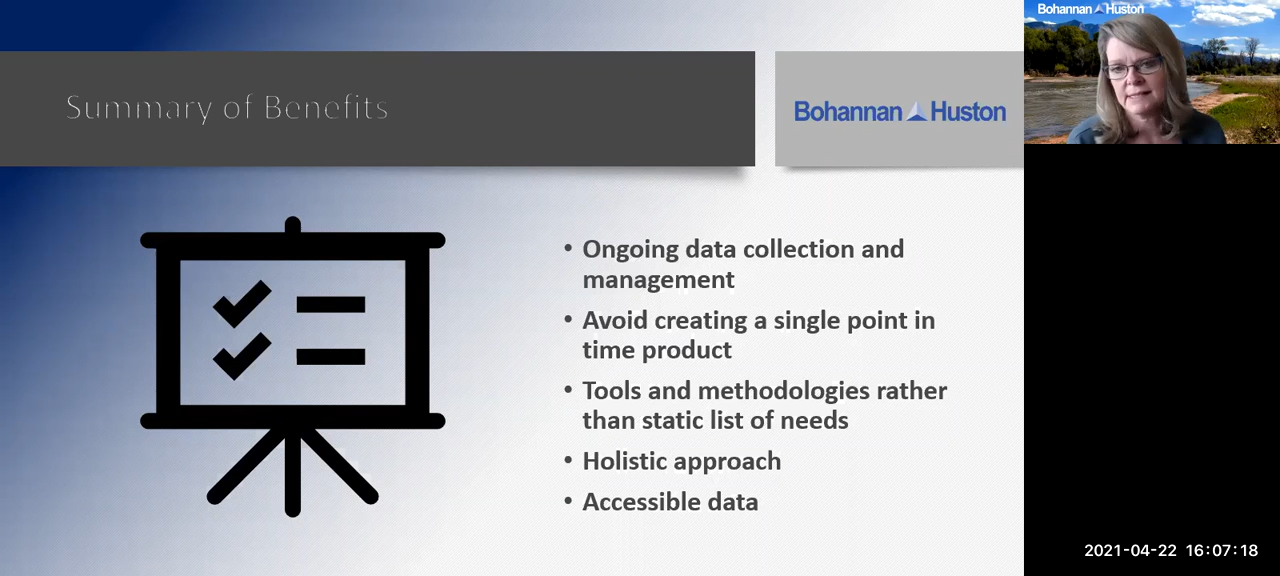 Summary of Benefits
Bohannan Huston
Bohannan Huston
• Ongoing data collection and
management
• Avoid creating a single point in
time product
• Tools and methodologies rather
than static list of needs
• Holistic approach
• Accessible data
2021-04-22 16:07:18